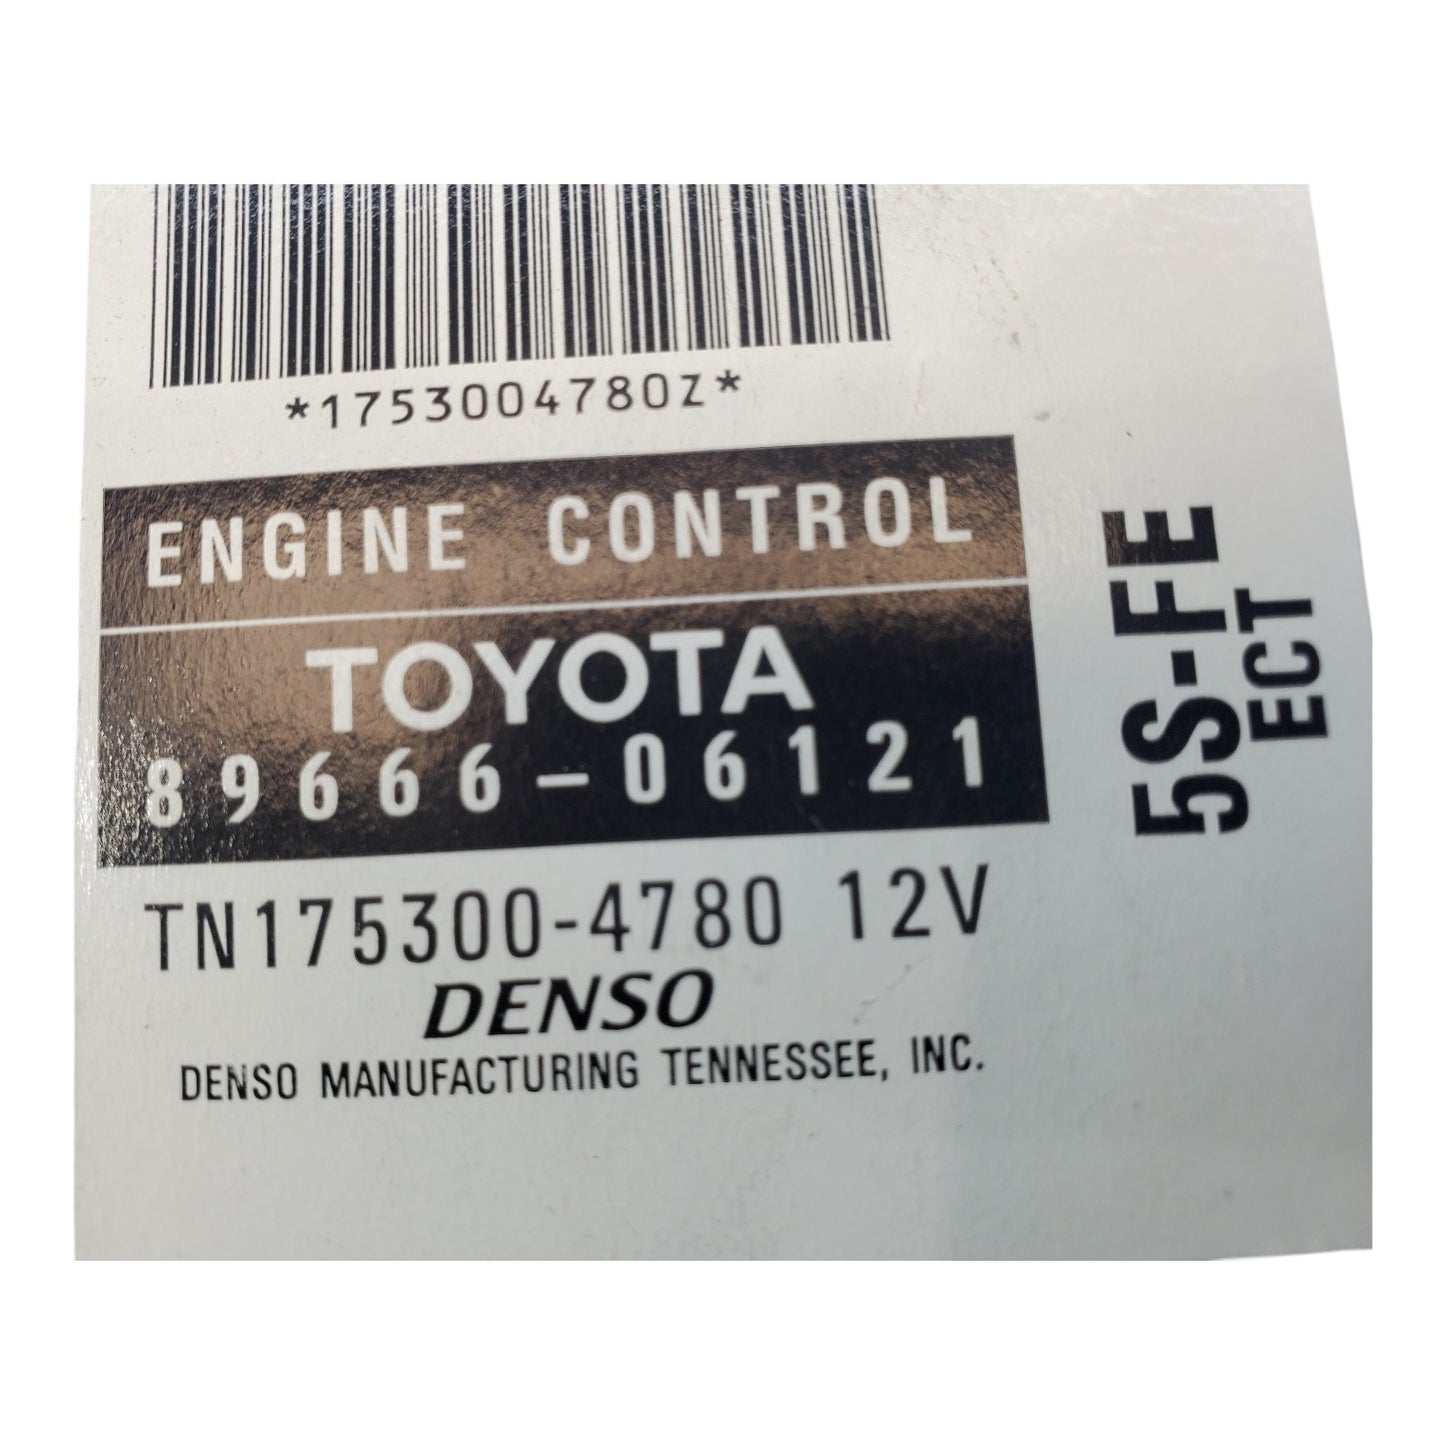 *1753004780Z*
ENGINE CONTROL
TOYOTA
89666-06121
TN175300-4780 12V
DENSO
DENSO MANUFACTURING TENNESSEE, INC.
5S-FE
ECT